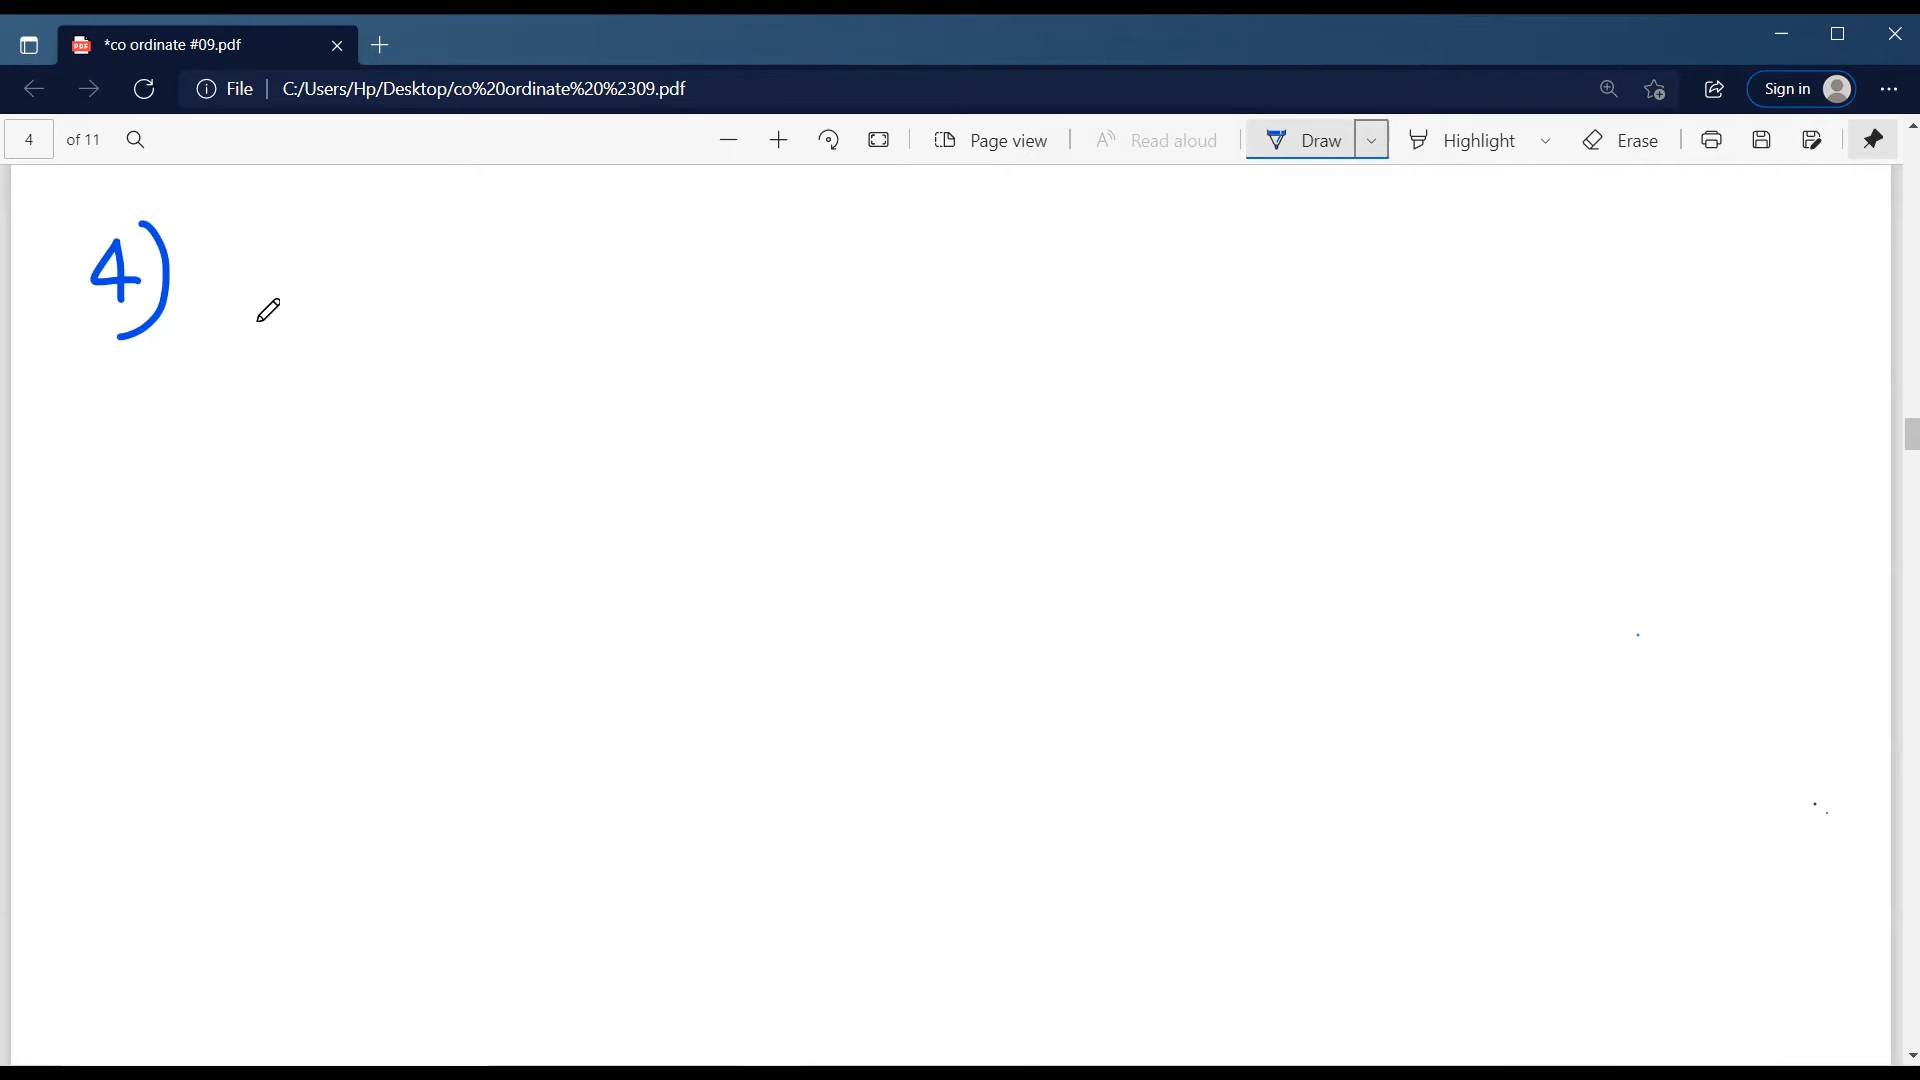 *co ordinate #09.pdf
File | C:/Users/Hp/Desktop/co%20ordinate%20%2309.pdf
Sign in
4 of 11
Page view
Read aloud
Draw
Highlight
Erase
4)